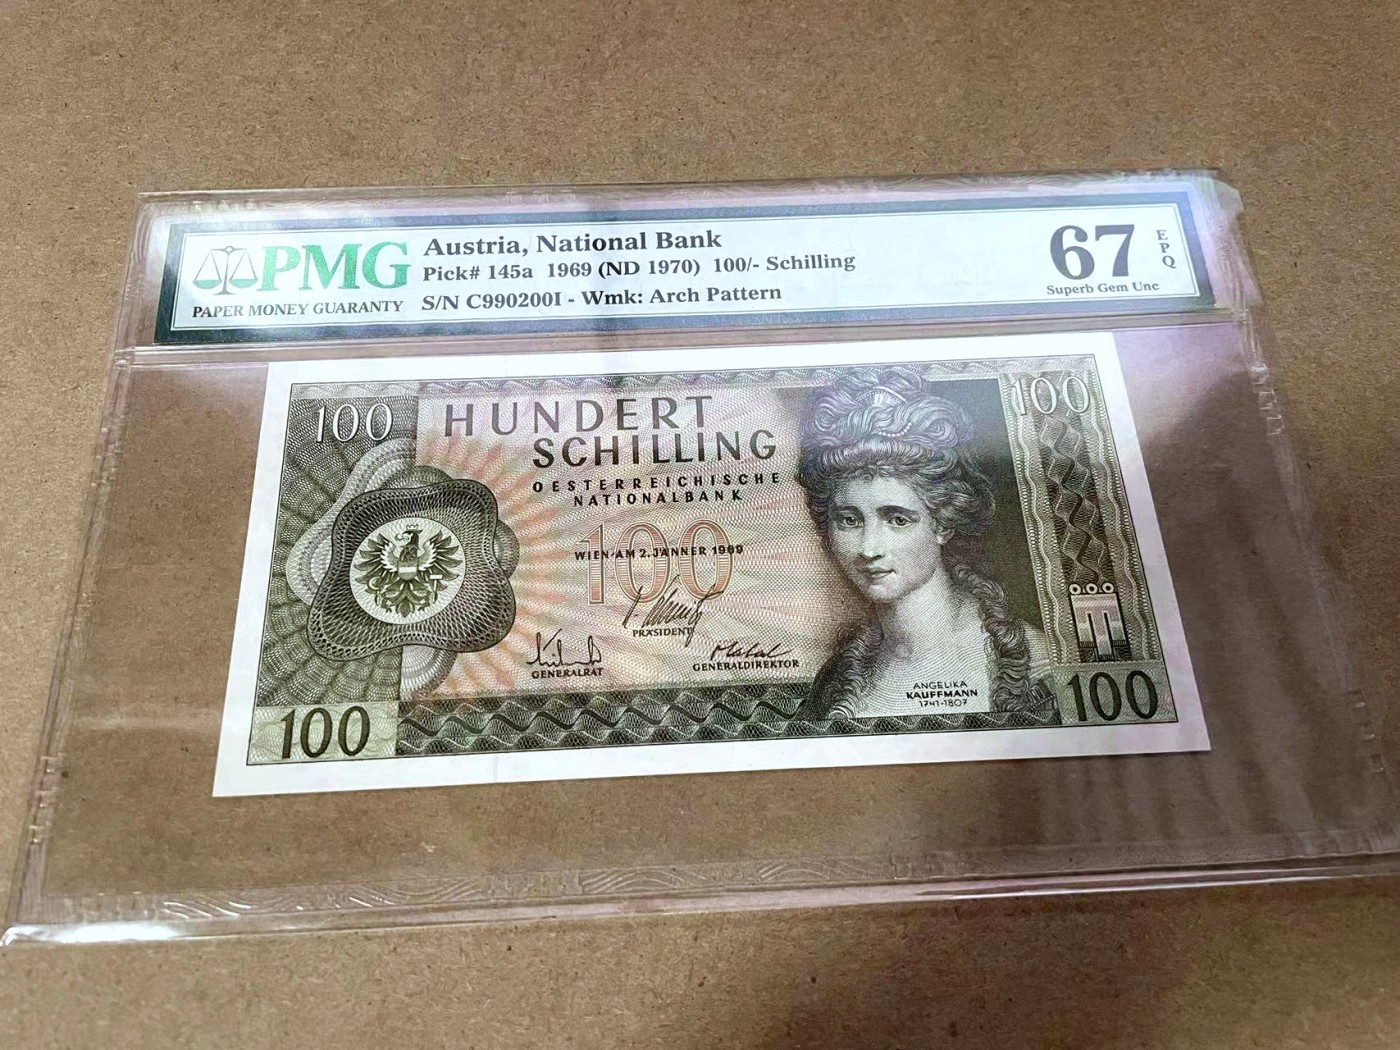 PMG
PAPER MONEY GUARANTY
Austria, National Bank
Pick# 145a 1969 (ND 1970) 100/- Schilling
S/N C990200I - Wmk: Arch Pattern
67
EPQ
Superb Gem Unc
100
HUNDERT
SCHILLING
OESTERREICHISCHE
NATIONALBANK
100
100
WIEN·AM 2. JÄNNER 1969
PRÄSIDENT
GENERALRAT
GENERALDIREKTOR
ANGELIKA
KAUFFMANN
1741-1807
100
100